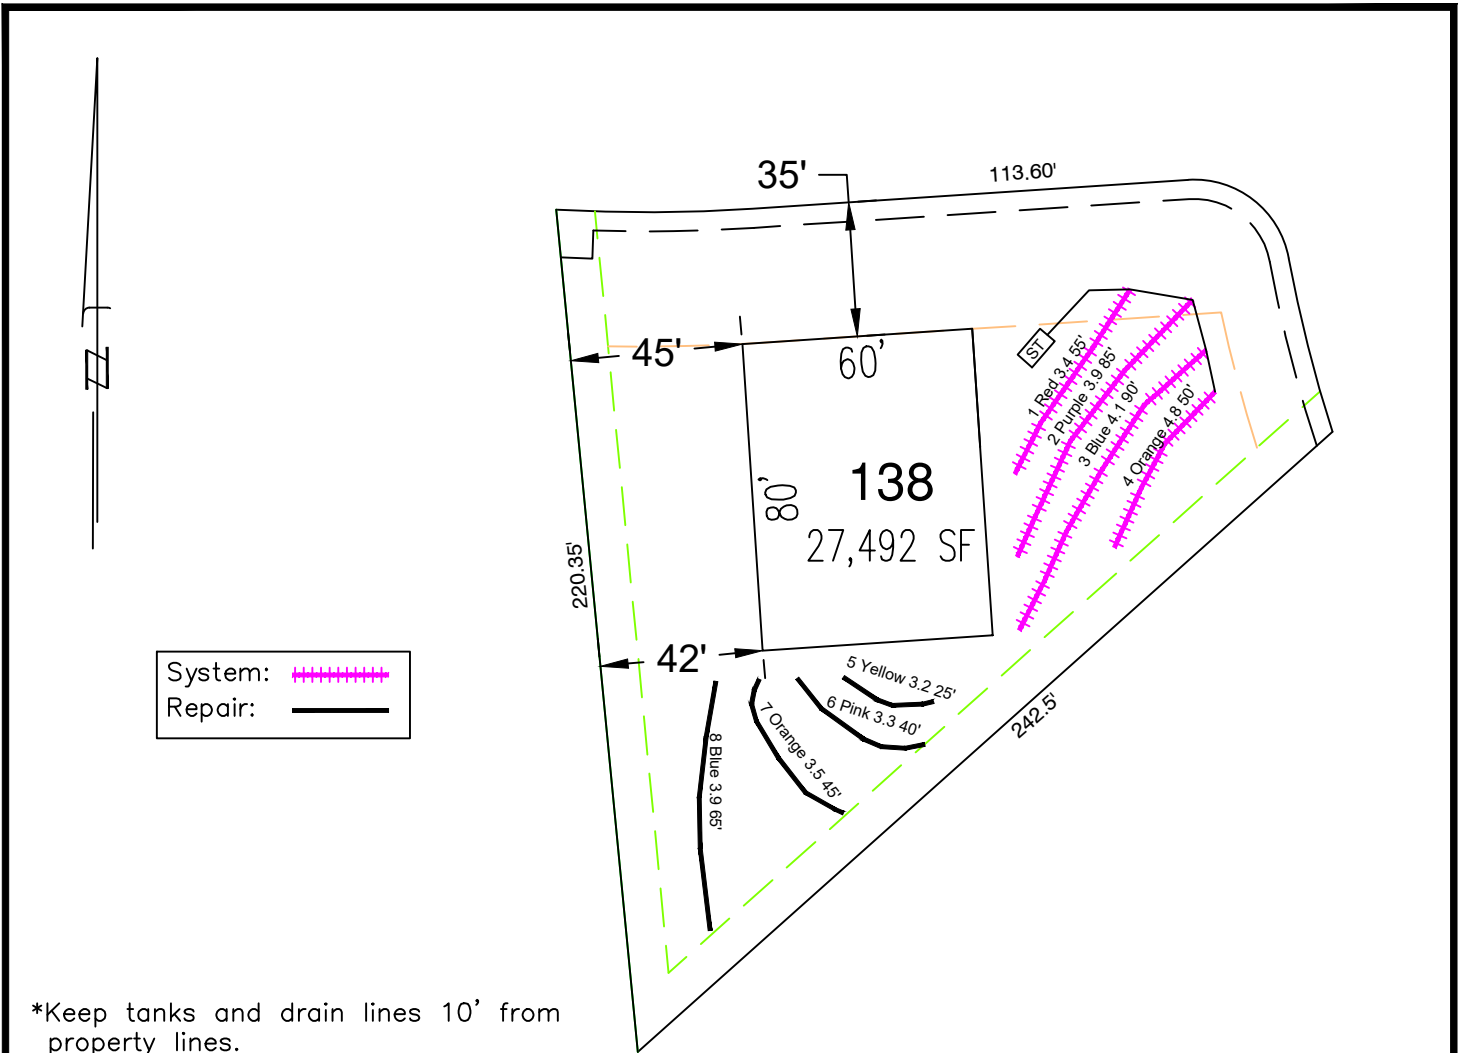 35'
113.60'
45'
60'
ST
1 Red 3.4 55'
2 Purple 3.9 85'
3 Blue 4.1 90'
4 Orange 4.8 50'
80'
138
27,492 SF
220.35'
N
42'
System:
Repair:
5 Yellow 3.2 25'
6 Pink 3.3 40'
7 Orange 3.5 45'
8 Blue 3.9 65'
242.5'
*Keep tanks and drain lines 10' from
property lines.